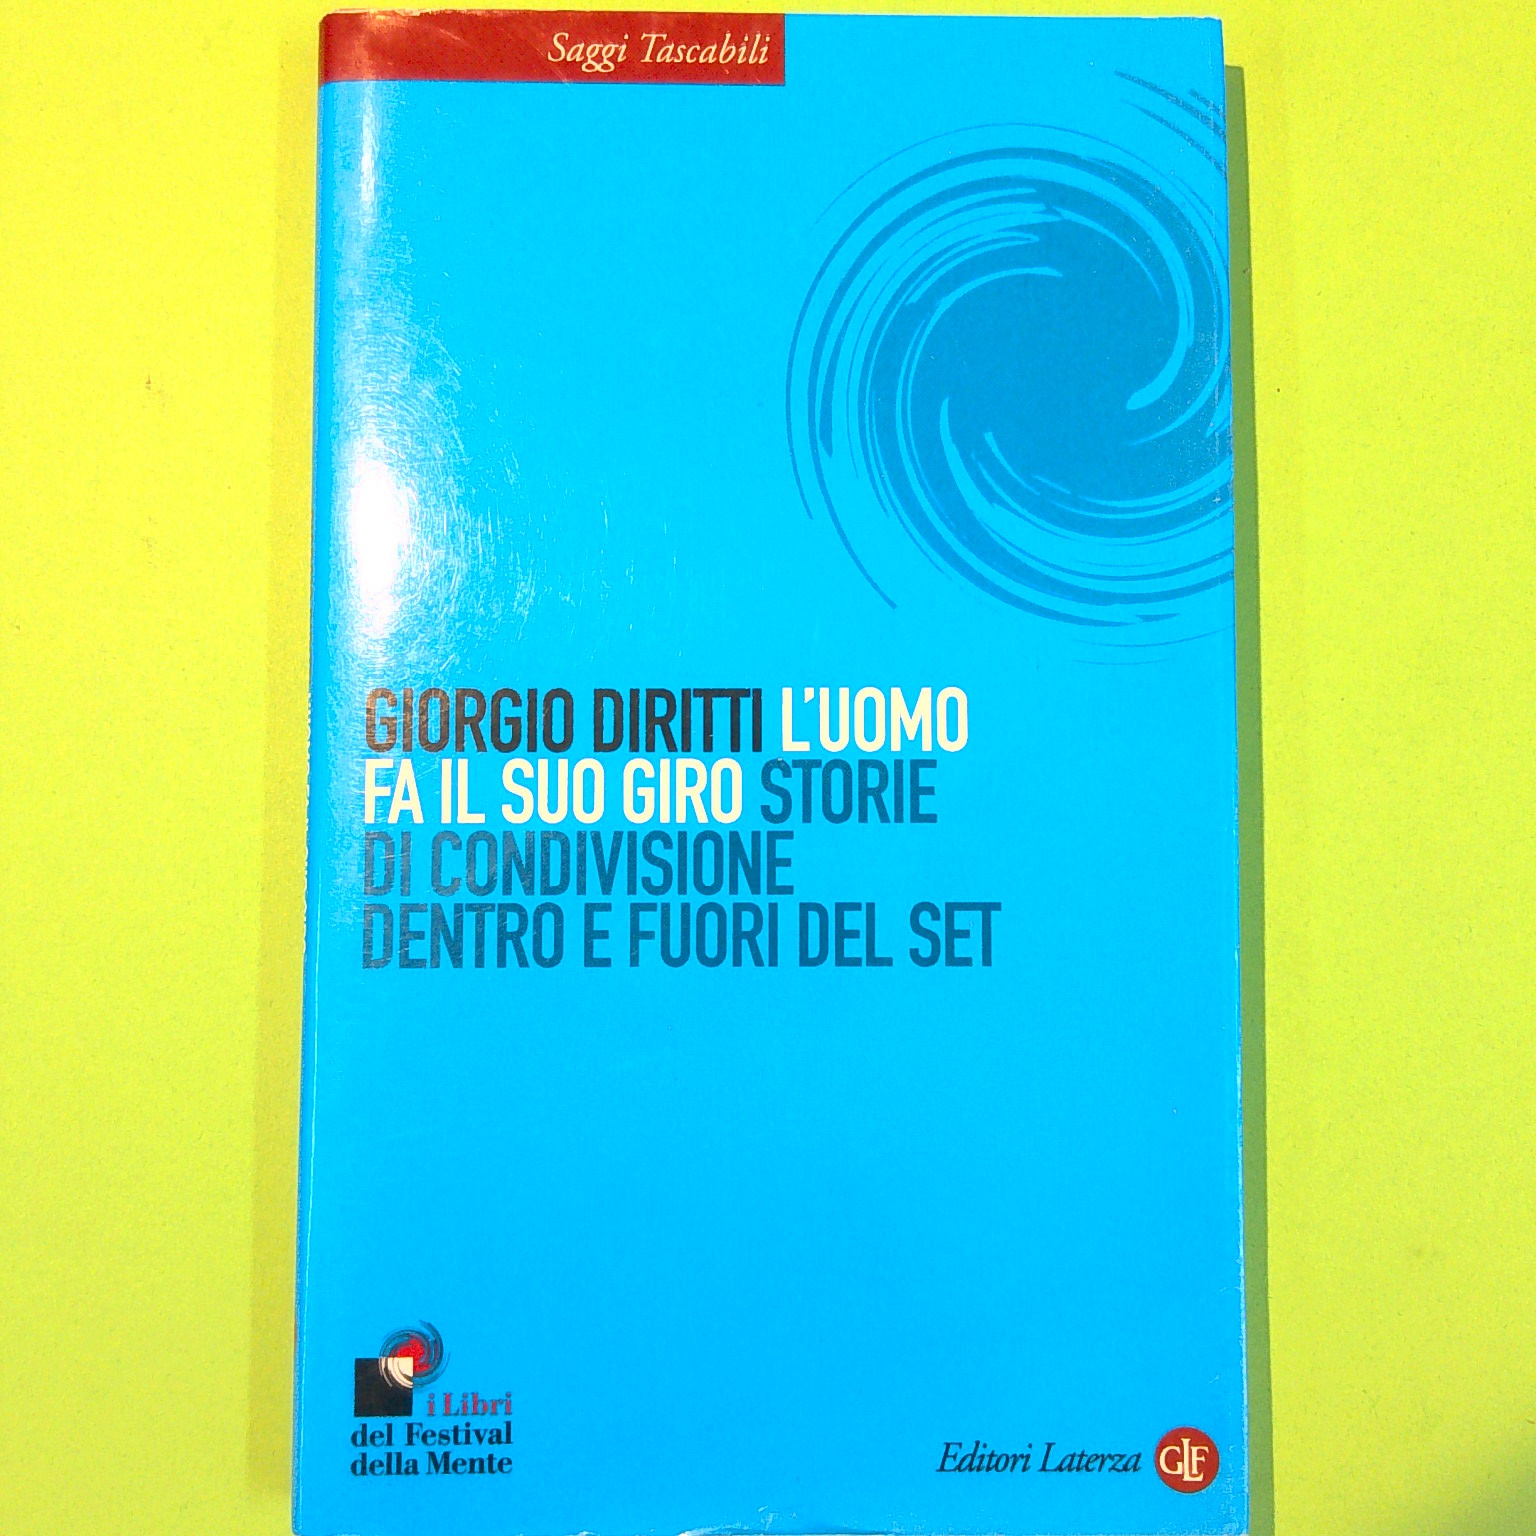 Saggi Tascabili
GIORGIO DIRITTI L'UOMO
FA IL SUO GIRO STORIE
DI CONDIVISIONE
DENTRO E FUORI DEL SET
i Libri
del Festival
della Mente
Editori Laterza GLF